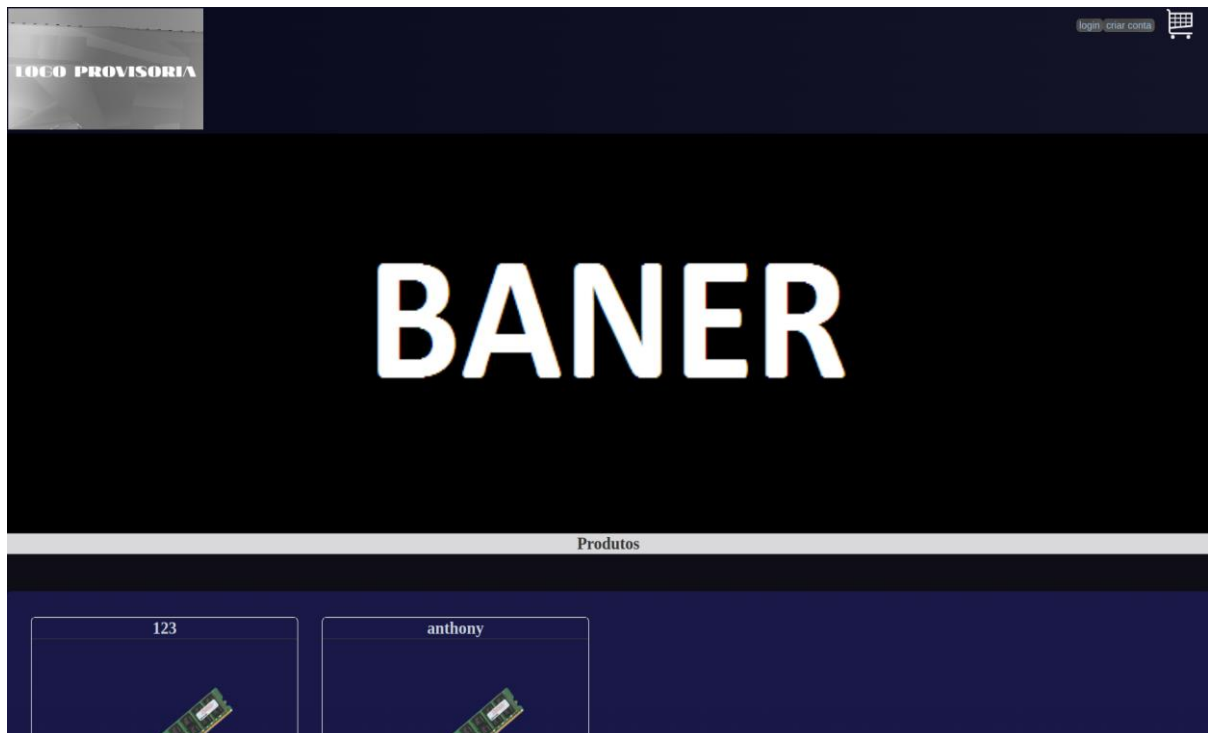 LOGO PROVISORIA
login criar conta
BANER
Produtos
123 anthony